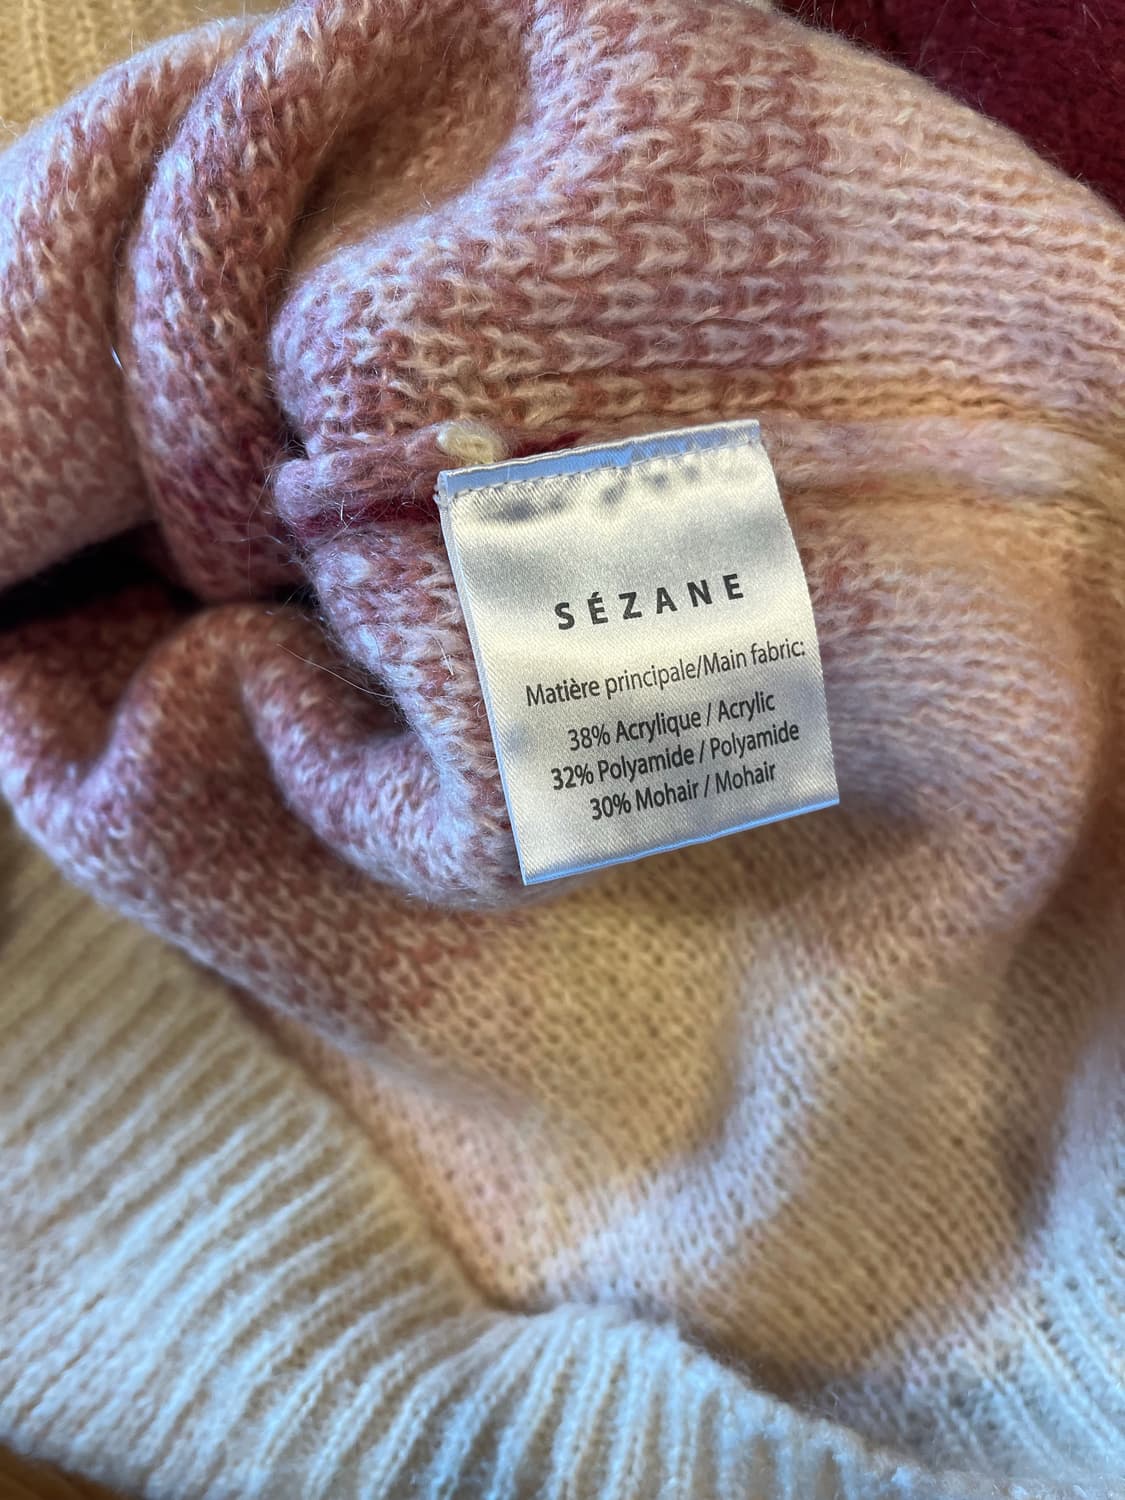 SÉZANE
Matière principale/Main fabric:
38% Acrylique / Acrylic
32% Polyamide / Polyamide
30% Mohair / Mohair